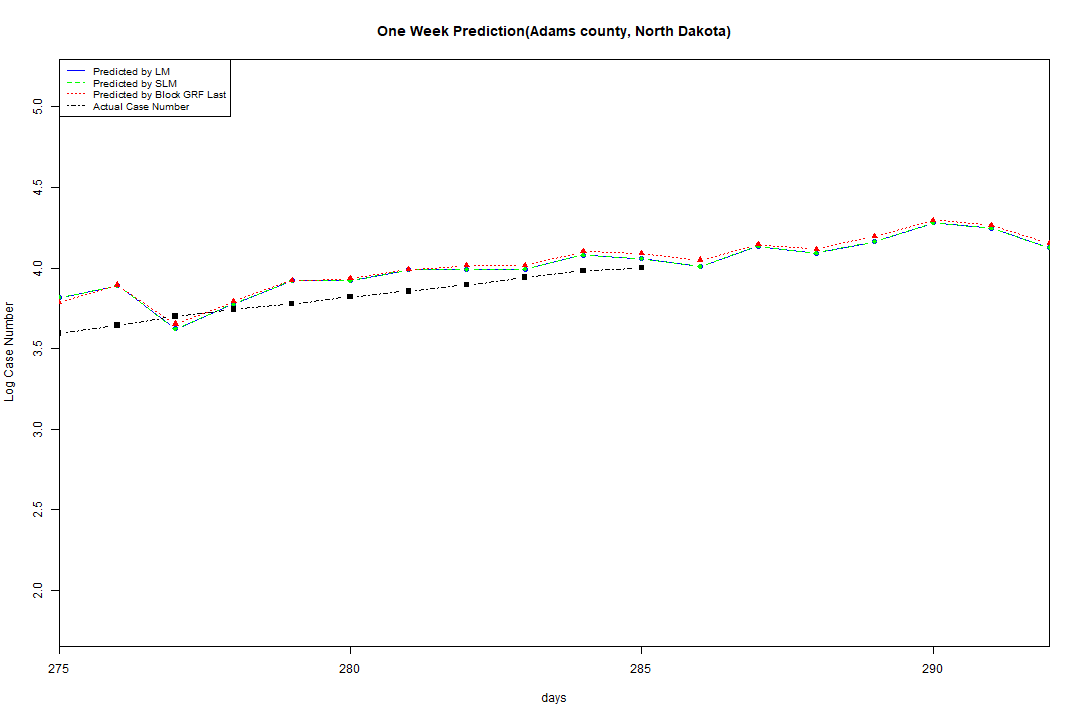 One Week Prediction(Adams county, North Dakota)
Predicted by LM
Predicted by SLM
Predicted by Block GRF Last
Actual Case Number
5.0
4.5
4.0
3.5
3.0
2.5
2.0
Log Case Number
275
280
285
290
days